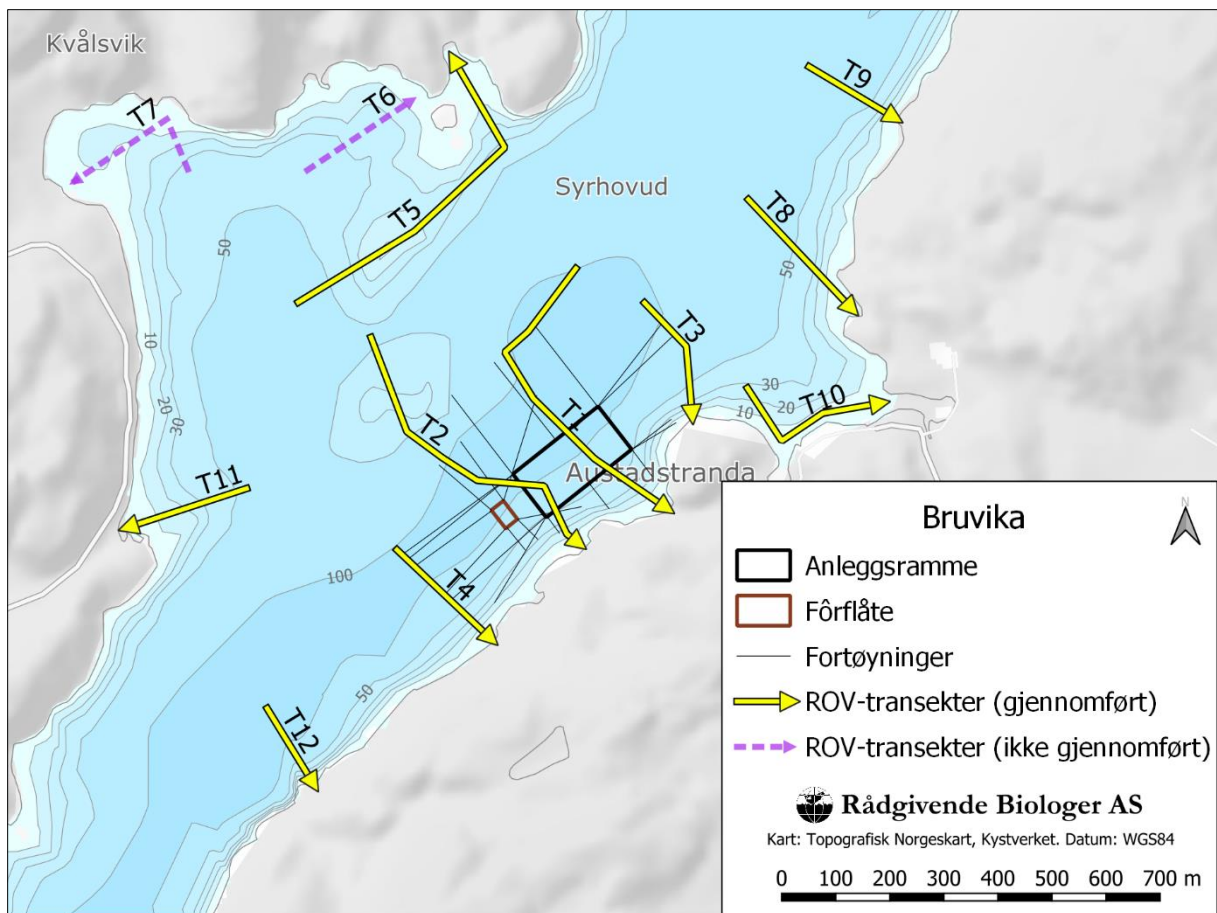 Kvålsvik
T7
T6
T9
Syrhovud
T8
T5
50
50
10
T3
T2
T1
30
20
10
T10
20
30
Austadstranda
T11
100
T4
50
T12
Bruvika
N
Anleggsramme
Fôrflåte
Fortøyninger
ROV-transekter (gjennomført)
ROV-transekter (ikke gjennomført)
Rådgivende Biologer AS
Kart: Topografisk Norgeskart, Kystverket. Datum: WGS84
0 100 200 300 400 500 600 700 m